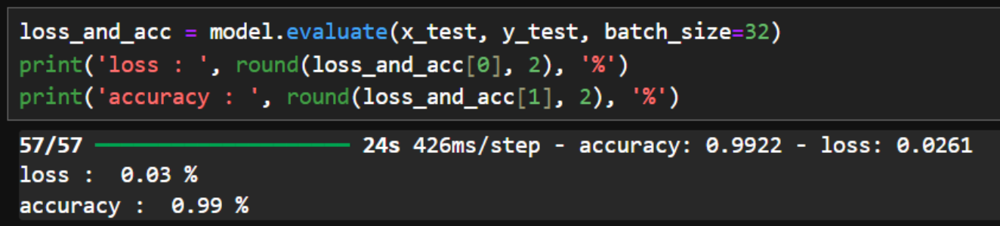 loss_and_acc = model.evaluate(x_test, y_test, batch_size=32)
print('loss : ', round(loss_and_acc[0], 2), '%')
print('accuracy : ', round(loss_and_acc[1], 2), '%')
57/57 24s 426ms/step - accuracy: 0.9922 - loss: 0.0261
loss :  0.03 %
accuracy :  0.99 %